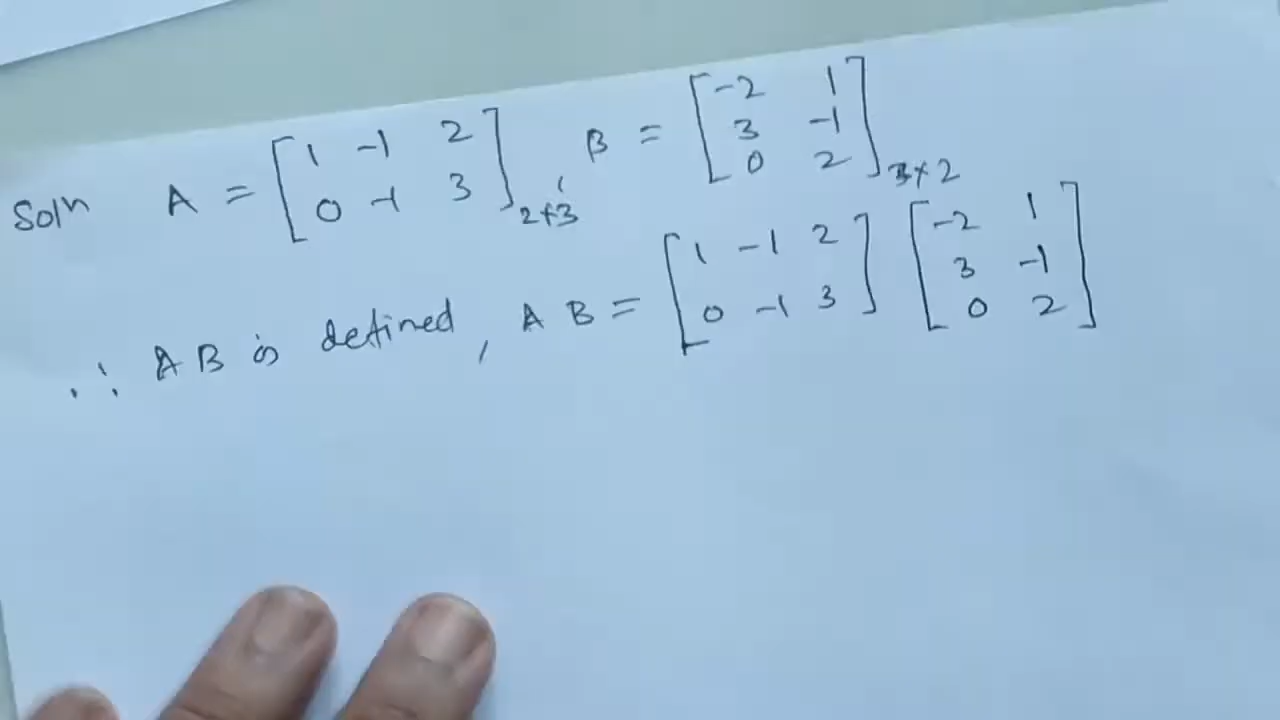 Soln A = [1 -1 2
0 -1 3]2×3, B = [-2 1
3 -1
0 2]3×2
∴ AB is defined, AB = [1 -1 2
0 -1 3] [-2 1
3 -1
0 2]